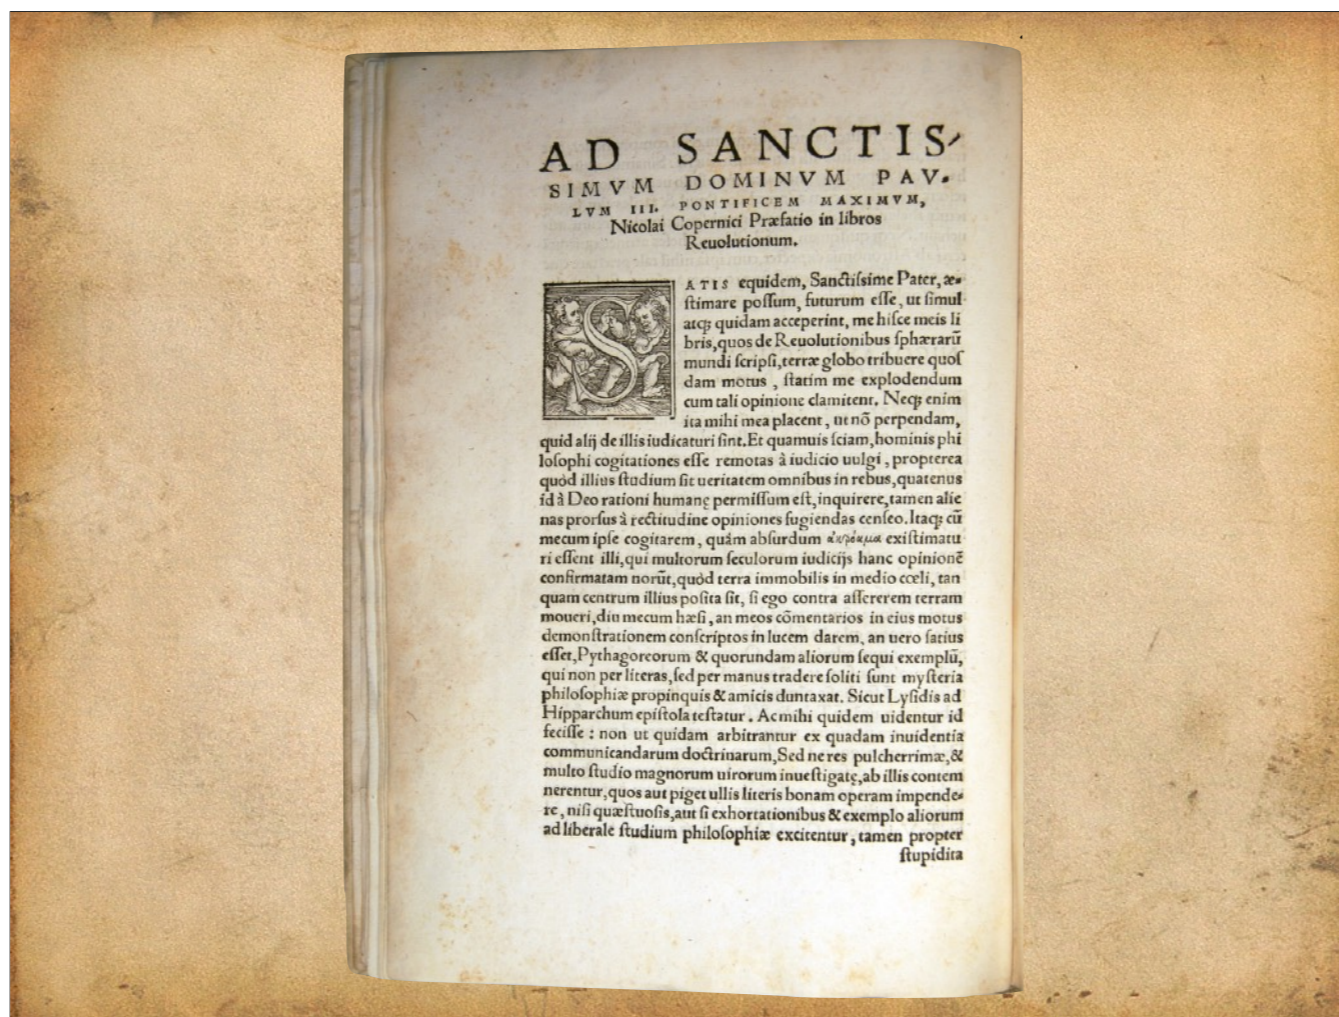 AD SANCTIS-
SIMVM DOMINVM PAV-
LVM III. PONTIFICEM MAXIMVM,
Nicolai Copernici Præfatio in libros
Reuolutionum.
SATIS equidem, Sanctiſsime Pater, æ-
ſtimare poſſum, futurum eſſe, ut ſimul
atq; quidam acceperint, me hiſce meis li
bris, quos de Reuolutionibus ſphærarū
mundi ſcripſi, terræ globo tribuere quoſ
dam motus, ſtatim me explodendum
cum tali opinione clamitent. Neq; enim
ita mihi mea placent, ut nõ perpendam,
quid alij de illis iudicaturi ſint. Et quamuis ſciam, hominis phi
loſophi cogitationes eſſe remotas à iudicio uulgi, propterea
quòd illius ſtudium ſit ueritatem omnibus in rebus, quatenus
id à Deo rationi humanę permiſſum eſt, inquirere, tamen alie
nas prorſus à rectitudine opiniones fugiendas cenſeo. Itaq; cū
mecum ipſe cogitarem, quàm abſurdum ἀκρόαμα exiſtimatu
ri eſſent illi, qui multorum ſeculorum iudicijs hanc opinionē
confirmatam norūt, quòd terra immobilis in medio cœli, tan
quam centrum illius poſita ſit, ſi ego contra aſſererem terram
moueri, diu mecum hæſi, an meos cõmentarios in eius motus
demonſtrationem conſcriptos in lucem darem, an uero ſatius
eſſet, Pythagoreorum & quorundam aliorum ſequi exemplū,
qui non per literas, ſed per manus tradere ſoliti ſunt myſteria
philoſophiæ propinquis & amicis duntaxat. Sicut Lyſidis ad
Hipparchum epiſtola teſtatur. Ac mihi quidem uidentur id
feciſſe: non ut quidam arbitrantur ex quadam inuidentia
communicandarum doctrinarum, Sed ne res pulcherrimæ, &
multo ſtudio magnorum uirorum inueſtigatę, ab illis contem
nerentur, quos aut piget ullis literis bonam operam impende-
re, niſi quæſtuoſis, aut ſi exhortationibus & exemplo aliorum
ad liberale ſtudium philoſophiæ excitentur, tamen propter
ſtupidita